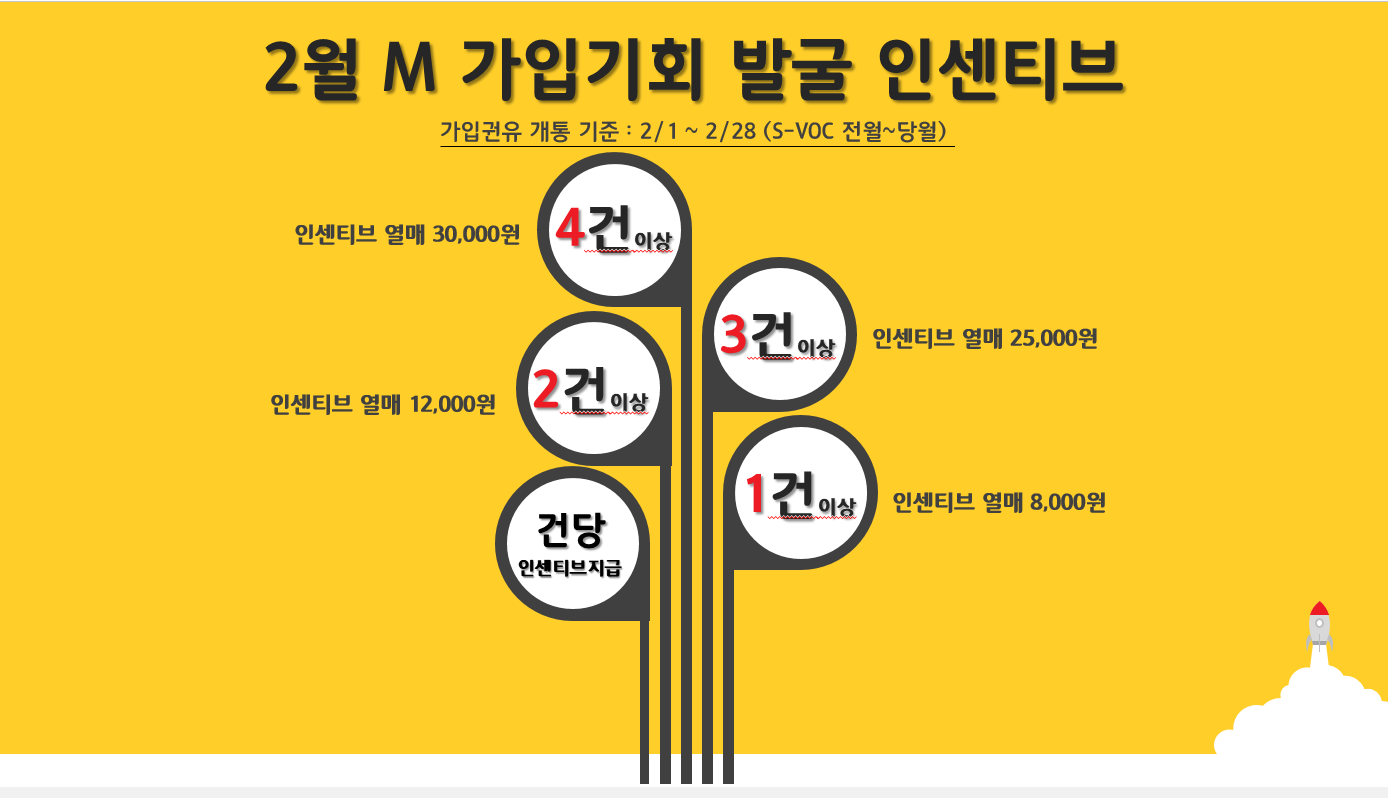 2월 M 가입기회 발굴 인센티브
가입권유 개통 기준 : 2/1 ~ 2/28 (S-VOC 전월~당월)
4건이상
인센티브 열매 30,000원
3건이상
인센티브 열매 25,000원
2건이상
인센티브 열매 12,000원
1건이상
인센티브 열매 8,000원
건당
인센티브지급